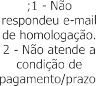 ;1 - Não
respondeu e-mail
de homologação.
2 - Não atende a
condição de
pagamento/prazo